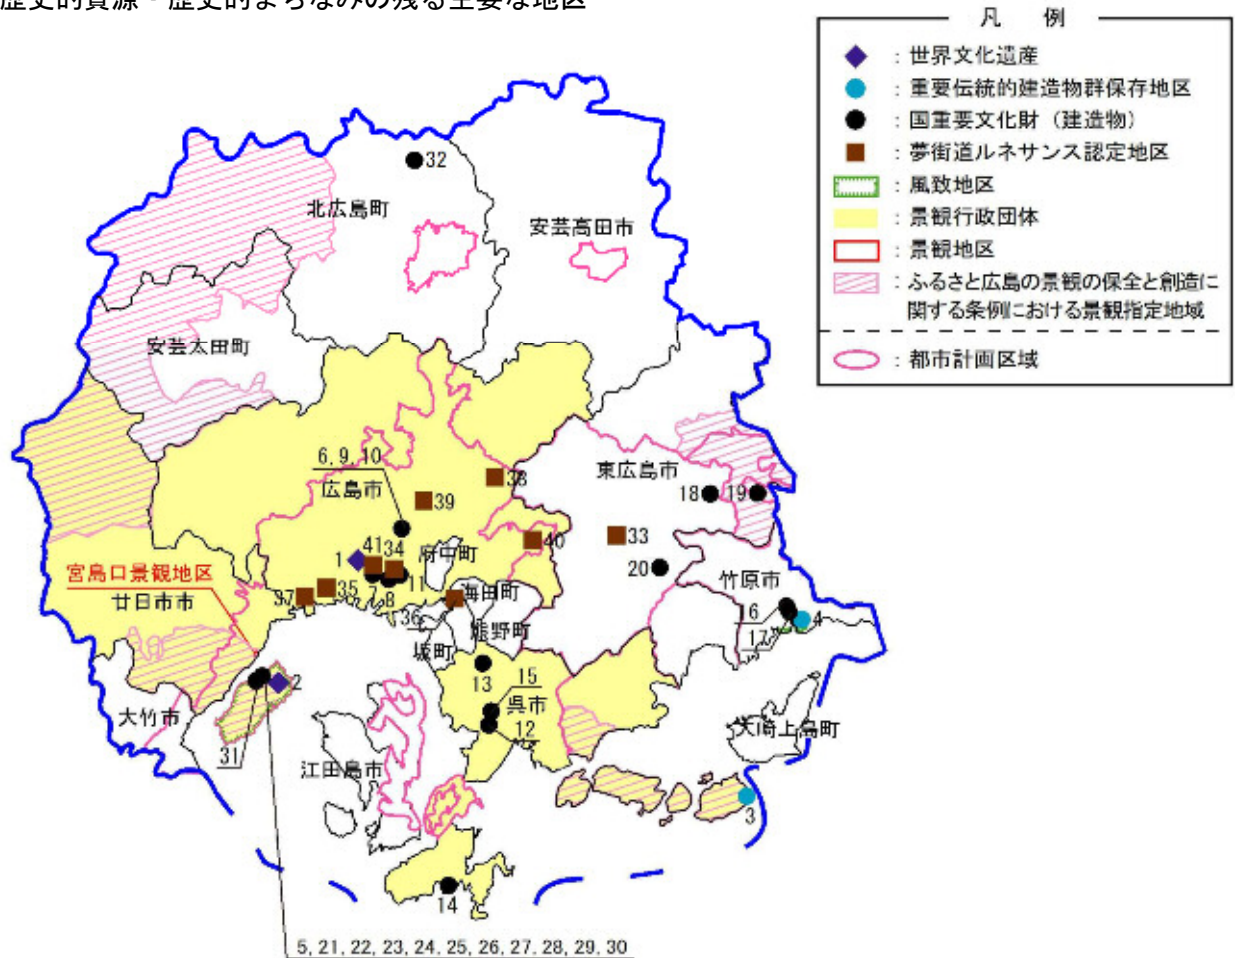 歴史的資源・歴史的まちなみの残る主要な地区
凡 例
：世界文化遺産
：重要伝統的建造物群保存地区
：国重要文化財（建造物）
：夢街道ルネサンス認定地区
：風致地区
：景観行政団体
：景観地区
：ふるさと広島の景観の保全と創造に
関する条例における景観指定地域
：都市計画区域
32
北広島町
安芸高田市
安芸太田町
6, 9, 10
広島市
38
39
東広島市
18
19
33
40
41
34
1
府中町
20
竹原市
宮島口景観地区
廿日市市
37
35
7
8
11
海田町
36
熊野町
坂町
16
17
4
2
13
15
呉市
12
大竹市
31
江田島市
大崎上島町
3
14
5, 21, 22, 23, 24, 25, 26, 27, 28, 29, 30